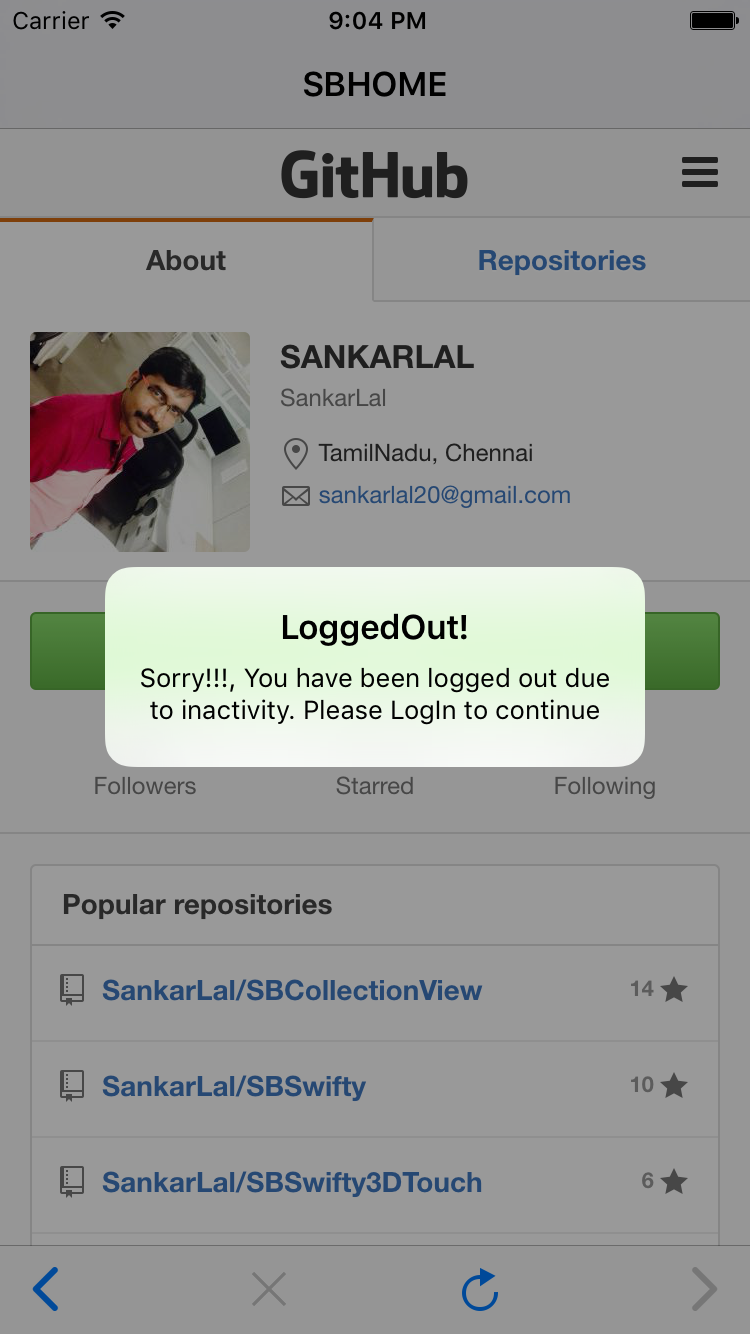 Carrier 9:04 PM
SBHOME
GitHub
About Repositories
SANKARLAL
SankarLal
TamilNadu, Chennai
sankarlal20@gmail.com
LoggedOut!
Sorry!!!, You have been logged out due
to inactivity. Please LogIn to continue
Followers Starred Following
Popular repositories
SankarLal/SBCollectionView 14
SankarLal/SBSwifty 10
SankarLal/SBSwifty3DTouch 6